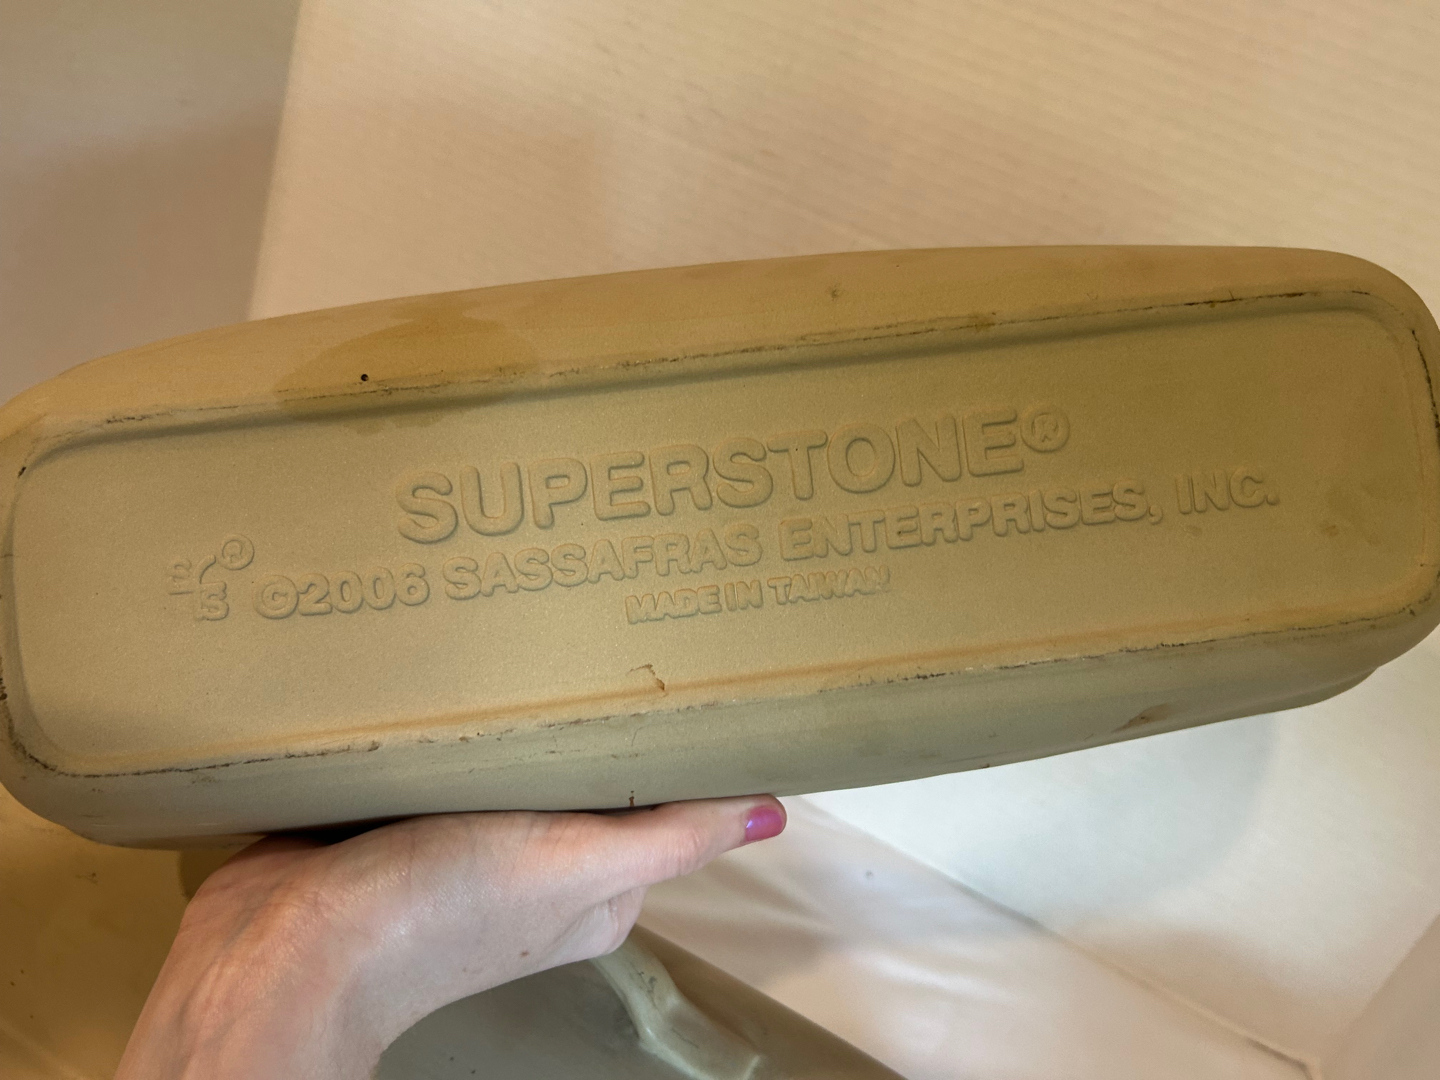 SUPERSTONE®
©2006 SASSAFRAS ENTERPRISES, INC.
MADE IN TAIWAN